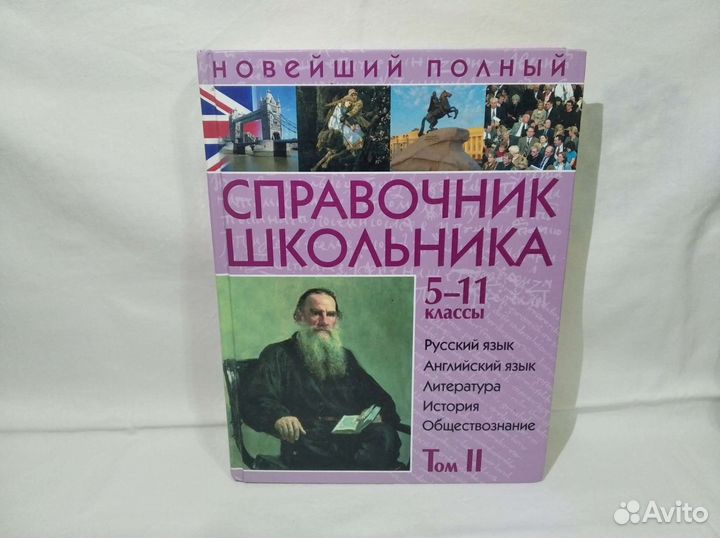 НОВЕЙШИЙ ПОЛНЫЙ
СПРАВОЧНИК
ШКОЛЬНИКА
5–11
КЛАССЫ
Русский язык
Английский язык
Литература
История
Обществознание
Том II
Avito